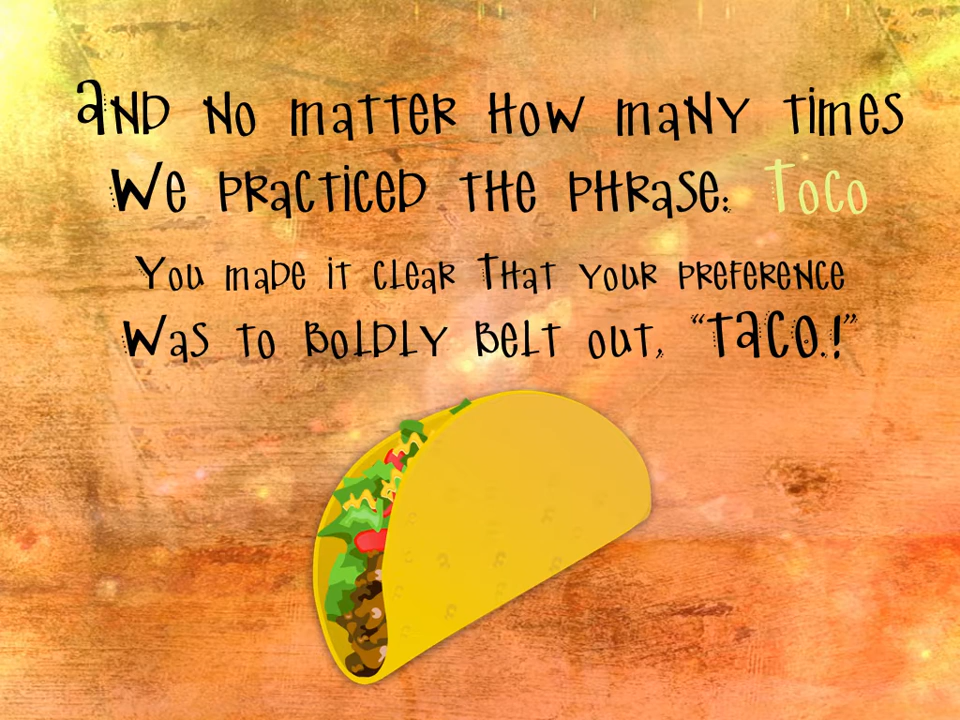 And no matter how many times
We practiced the phrase: Toco
You made it clear That your preference
Was to Boldly Belt out, “TACO!”